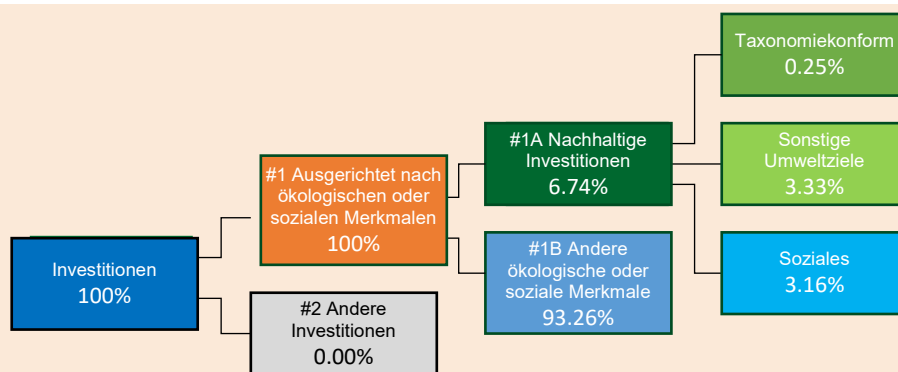 Taxonomiekonform
0.25%
#1A Nachhaltige
Investitionen
6.74%
Sonstige
Umweltziele
3.33%
#1 Ausgerichtet nach
ökologischen oder
sozialen Merkmalen
100%
#1B Andere
ökologische oder
soziale Merkmale
93.26%
Soziales
3.16%
Investitionen
100%
#2 Andere
Investitionen
0.00%